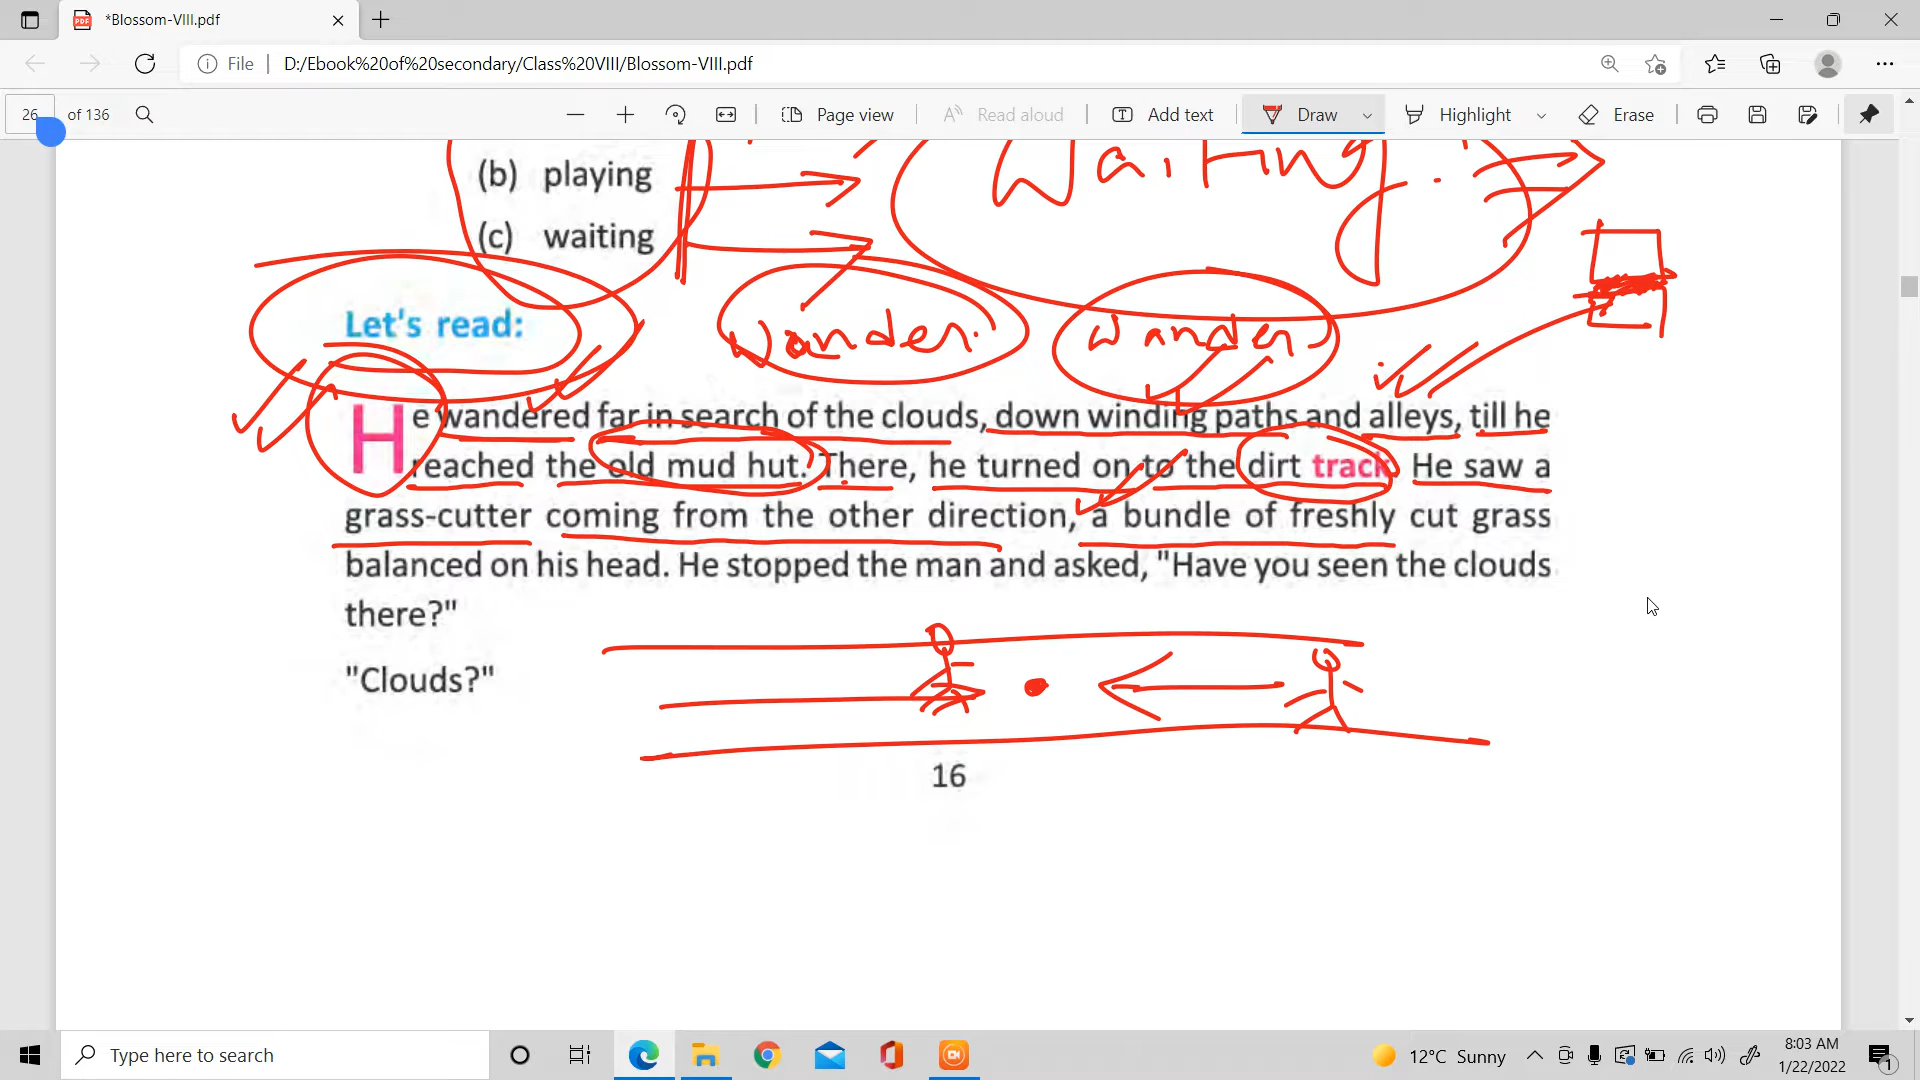 *Blossom-VIII.pdf
File D:/Ebook%20of%20secondary/Class%20VIII/Blossom-VIII.pdf
26 of 136 Page view Read aloud Add text Draw Highlight Erase
Waiting
(b) playing
(c) waiting
Let's read:
Wander. Wander
He wandered far in search of the clouds, down winding paths and alleys, till he
reached the old mud hut. There, he turned on to the dirt track. He saw a
grass-cutter coming from the other direction, a bundle of freshly cut grass
balanced on his head. He stopped the man and asked, "Have you seen the clouds
there?"
"Clouds?"
16
Type here to search
12°C Sunny
8:03 AM
1/22/2022
1